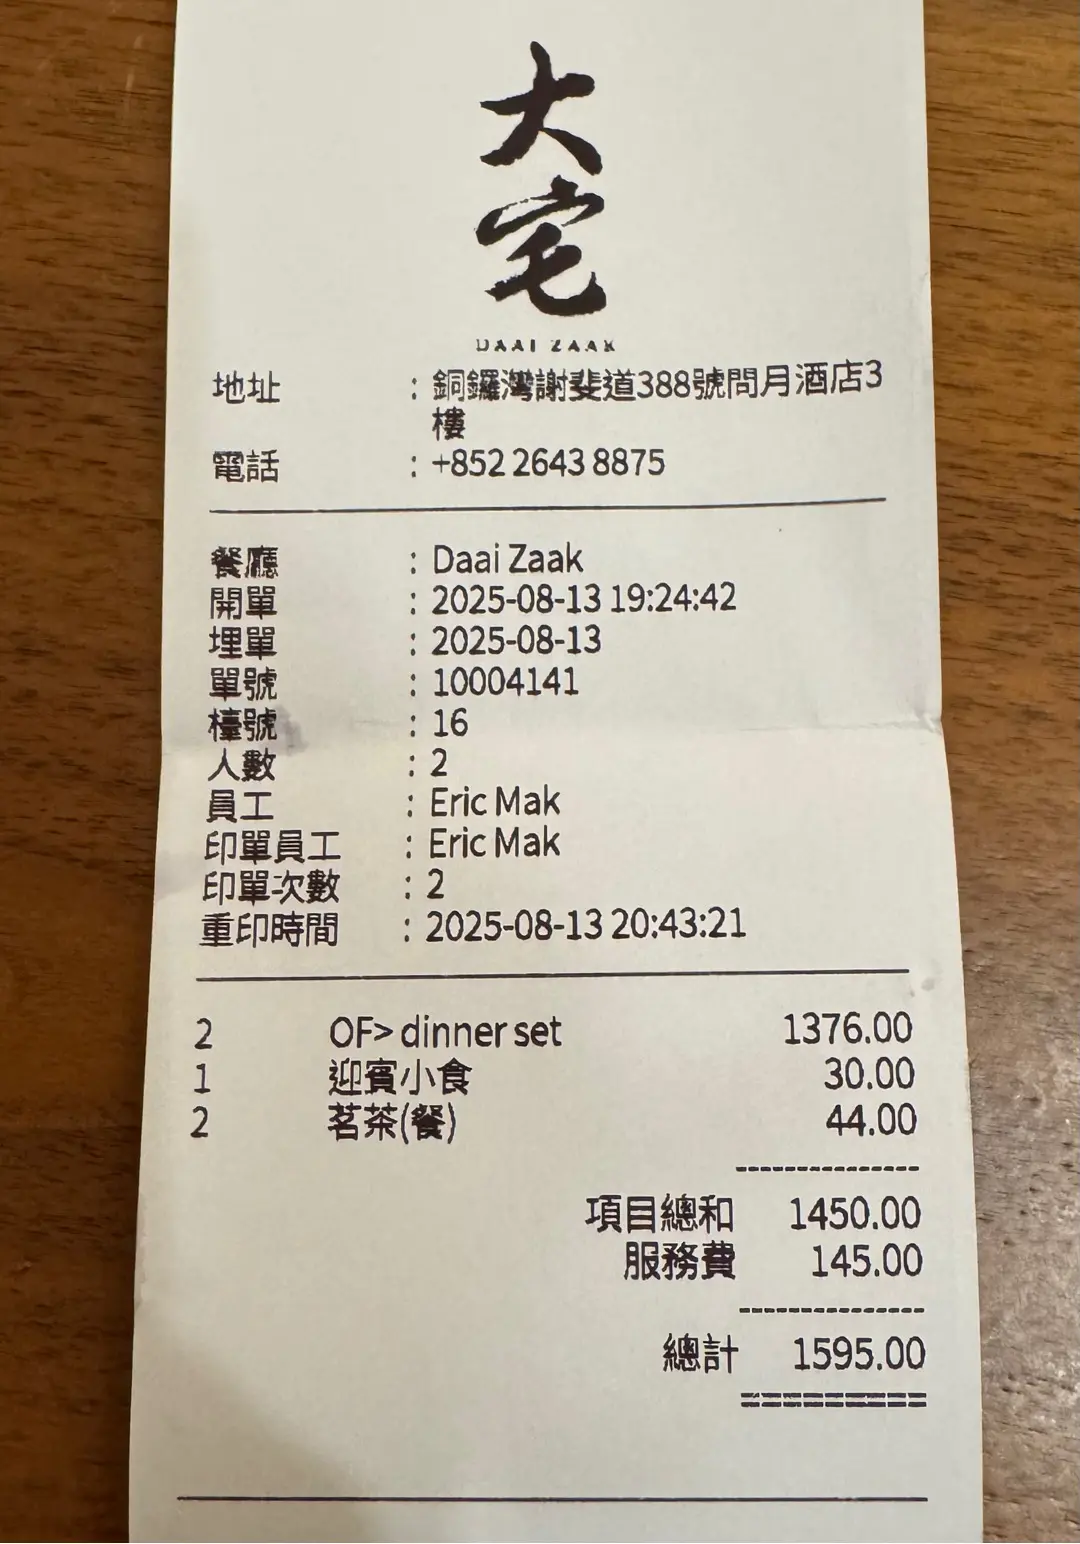 大
宅
DAAI ZAAK
地址 : 銅鑼灣謝斐道388號問月酒店3
樓
電話 : +852 2643 8875
餐廳 : Daai Zaak
開單 : 2025-08-13 19:24:42
埋單 : 2025-08-13
單號 : 10004141
檯號 : 16
人數 : 2
員工 : Eric Mak
印單員工 : Eric Mak
印單次數 : 2
重印時間 : 2025-08-13 20:43:21
2 OF> dinner set 1376.00
1 迎賓小食 30.00
2 茗茶(餐) 44.00
---------------
項目總和 1450.00
服務費 145.00
---------------
總計 1595.00
=========